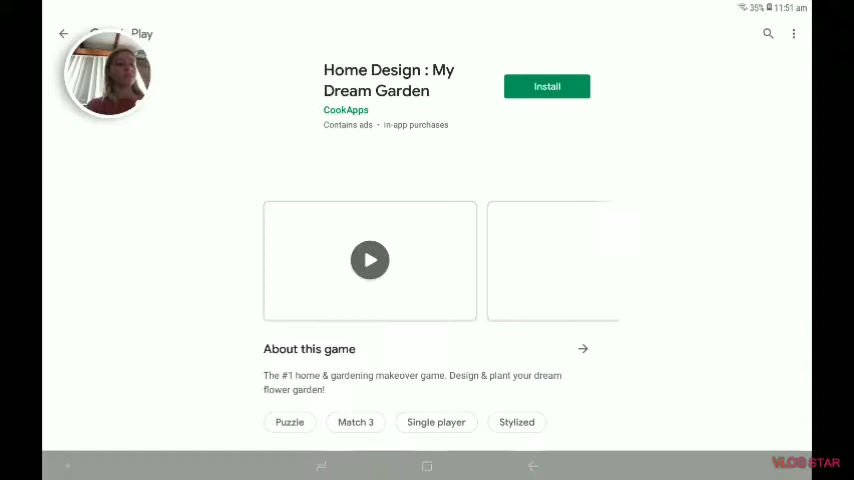 35% 11:51 am
Play
Home Design : My
Dream Garden
Install
CookApps
Contains ads • In-app purchases
About this game
The #1 home & gardening makeover game. Design & plant your dream
flower garden!
Puzzle Match 3 Single player Stylized
VLOG STAR